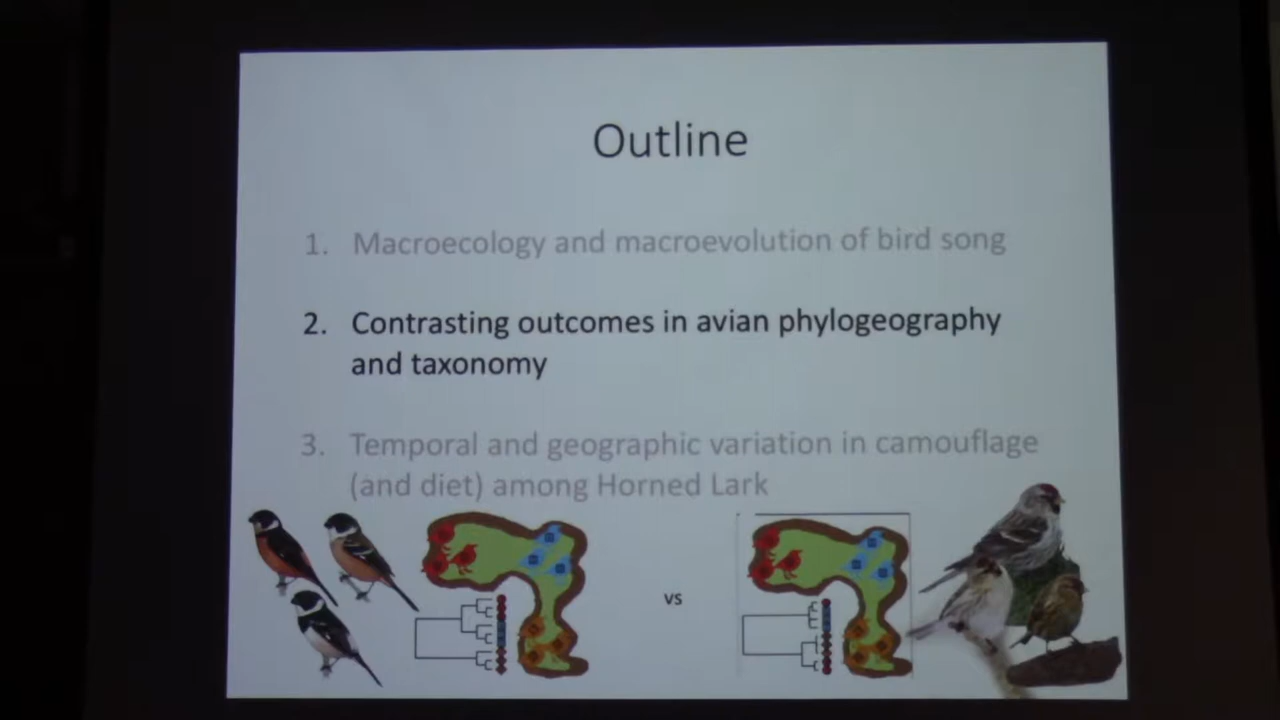 Outline
1. Macroecology and macroevolution of bird song
2. Contrasting outcomes in avian phylogeography
and taxonomy
3. Temporal and geographic variation in camouflage
(and diet) among Horned Lark
vs